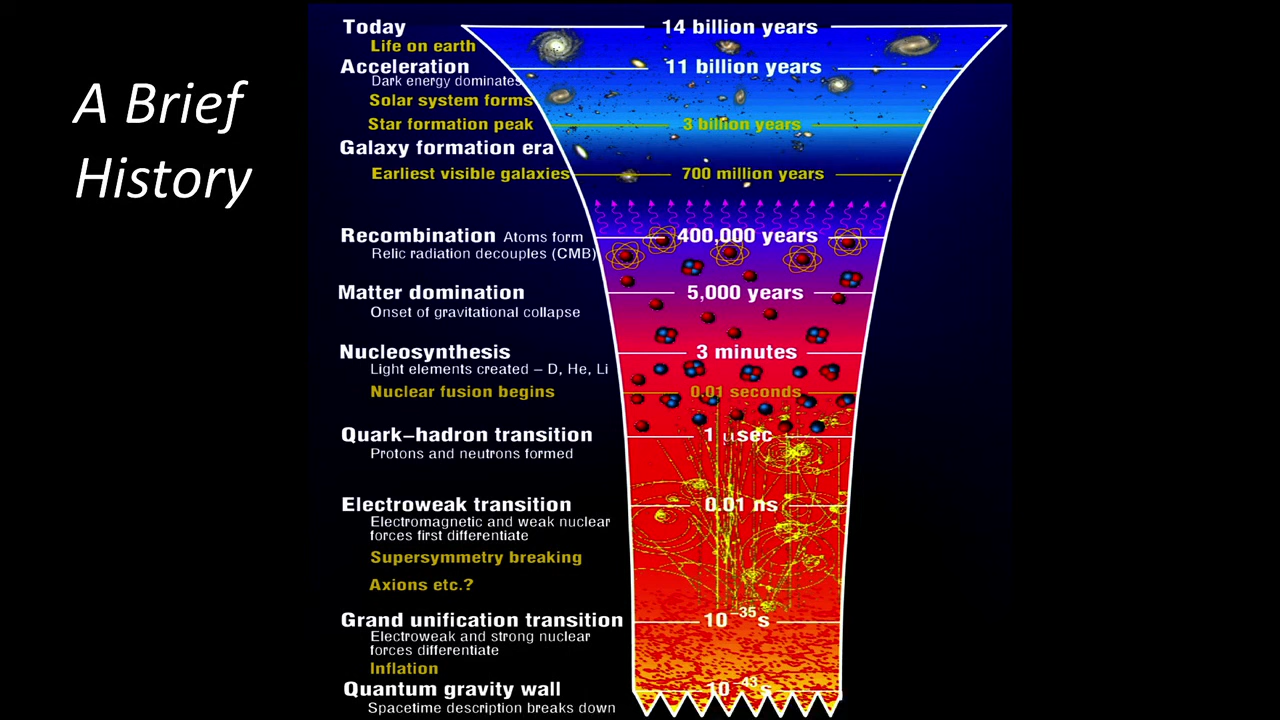 A Brief
History
Today
14 billion years
Life on earth
Acceleration
11 billion years
Dark energy dominates
Solar system forms
Star formation peak
3 billion years
Galaxy formation era
Earliest visible galaxies
700 million years
Recombination Atoms form
400,000 years
Relic radiation decouples (CMB)
Matter domination
5,000 years
Onset of gravitational collapse
Nucleosynthesis
3 minutes
Light elements created – D, He, Li
Nuclear fusion begins
0.01 seconds
Quark–hadron transition
1 μsec
Protons and neutrons formed
Electroweak transition
0.01 ns
Electromagnetic and weak nuclear
forces first differentiate
Supersymmetry breaking
Axions etc.?
Grand unification transition
10⁻³⁵s
Electroweak and strong nuclear
forces differentiate
Inflation
Quantum gravity wall
10⁻⁴³s
Spacetime description breaks down